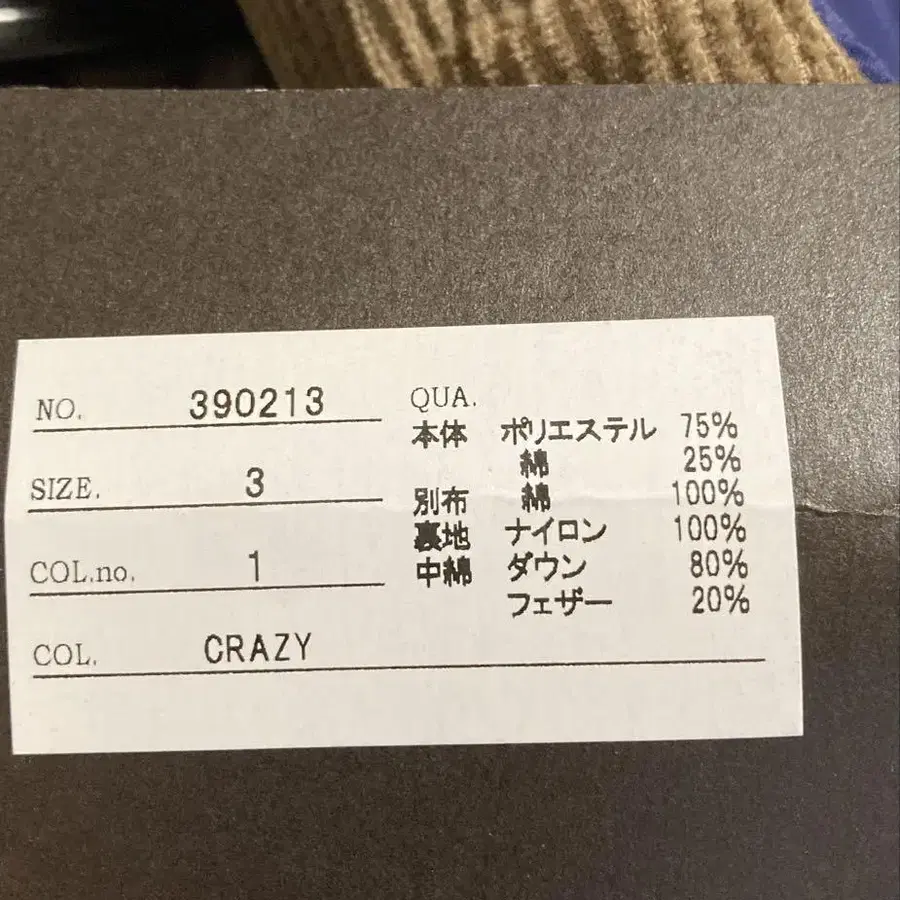 NO. 390213
SIZE. 3
COL.no. 1
COL. CRAZY
QUA.
本体 ポリエステル 75%
綿 25%
別布 綿 100%
裏地 ナイロン 100%
中綿 ダウン 80%
フェザー 20%